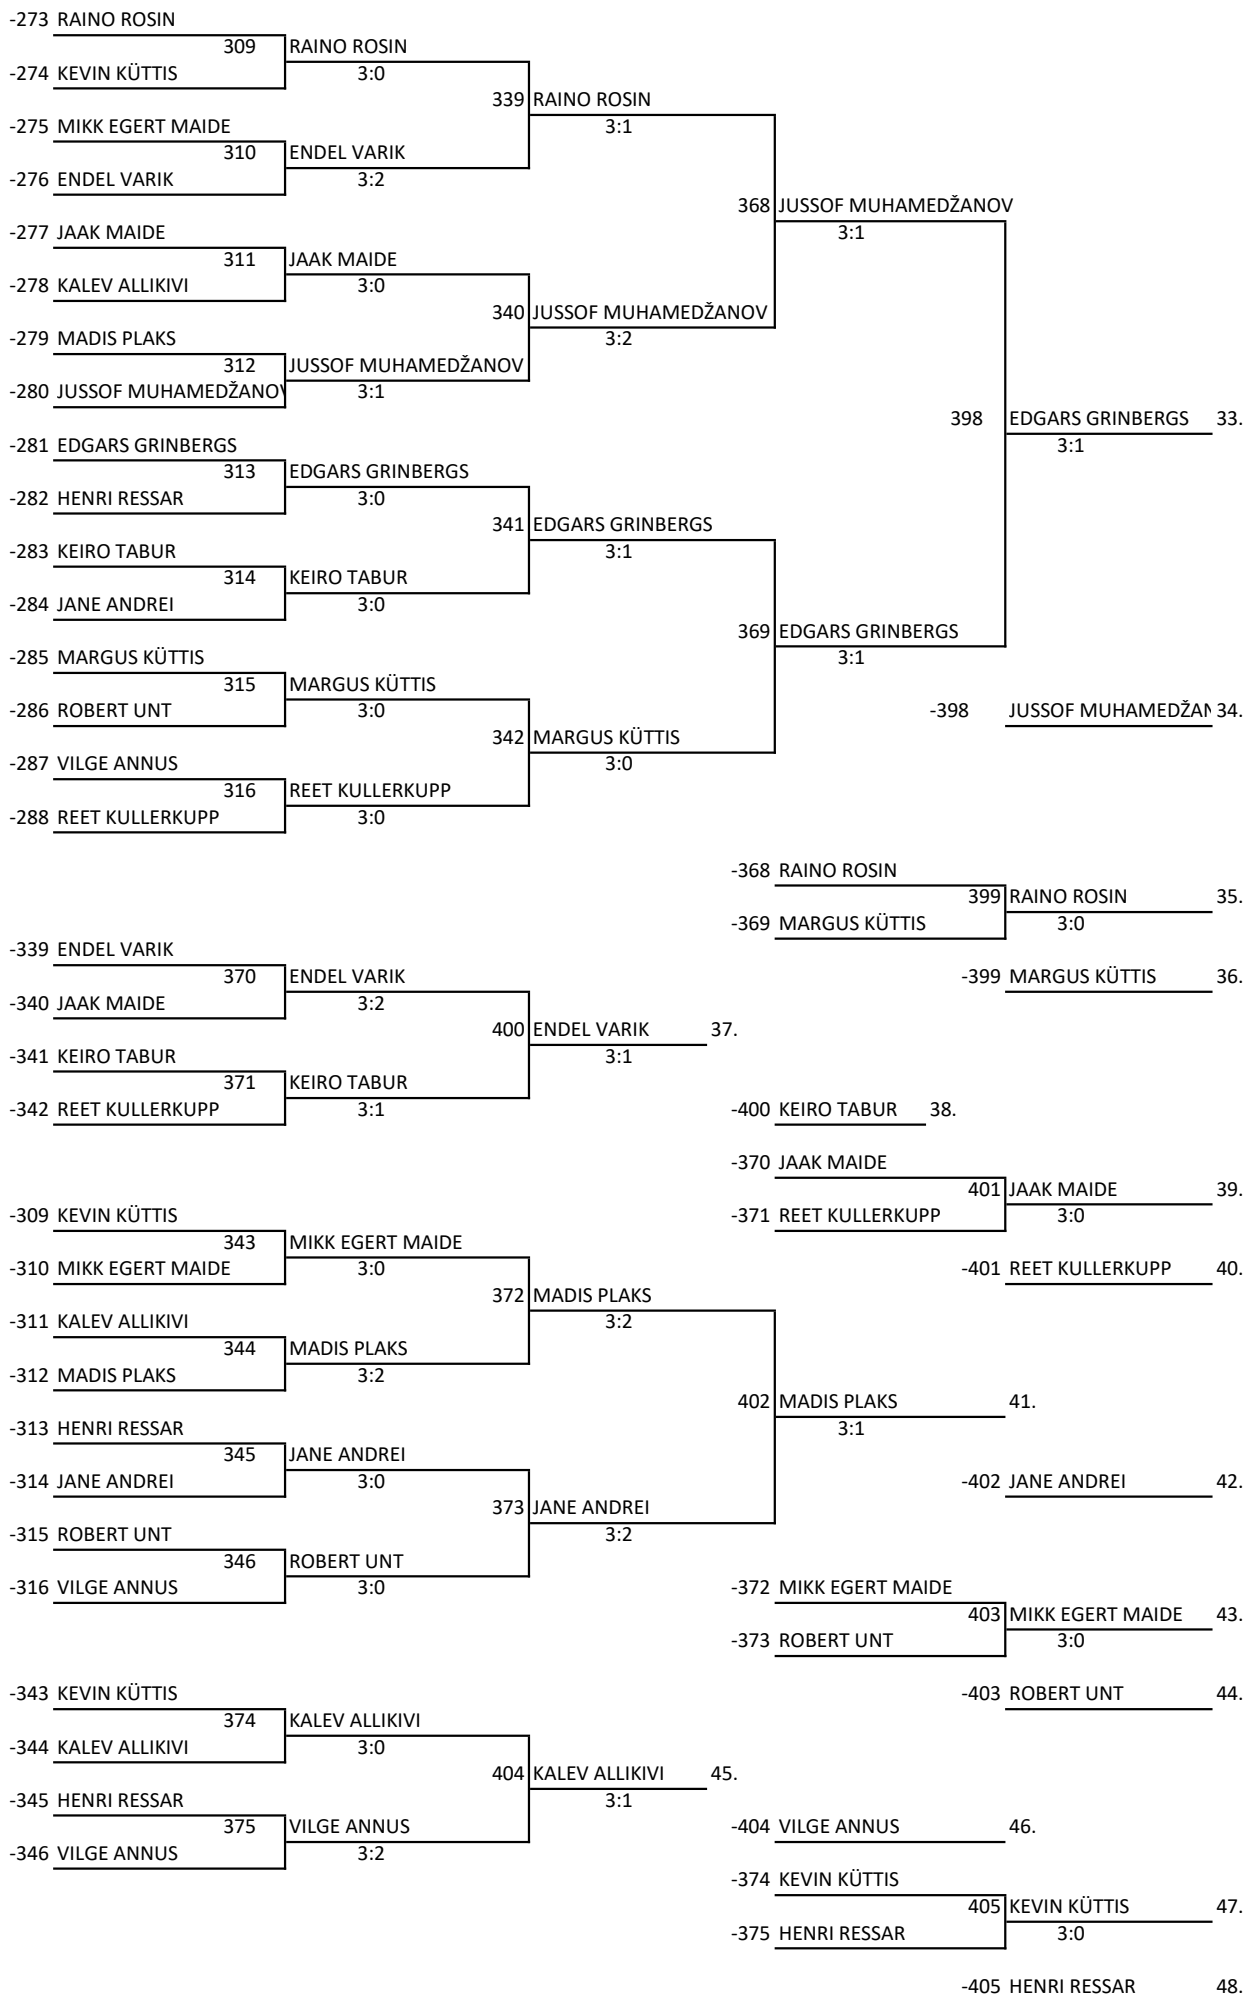 -273 RAINO ROSIN
309 RAINO ROSIN
-274 KEVIN KÜTTIS 3:0
339 RAINO ROSIN
-275 MIKK EGERT MAIDE 3:1
310 ENDEL VARIK
-276 ENDEL VARIK 3:2
368 JUSSOF MUHAMEDŽANOV
-277 JAAK MAIDE 3:1
311 JAAK MAIDE
-278 KALEV ALLIKIVI 3:0
340 JUSSOF MUHAMEDŽANOV
-279 MADIS PLAKS 3:2
312 JUSSOF MUHAMEDŽANOV
-280 JUSSOF MUHAMEDŽANOV 3:1
398 EDGARS GRINBERGS 33.
-281 EDGARS GRINBERGS 3:1
313 EDGARS GRINBERGS
-282 HENRI RESSAR 3:0
341 EDGARS GRINBERGS
-283 KEIRO TABUR 3:1
314 KEIRO TABUR
-284 JANE ANDREI 3:0
369 EDGARS GRINBERGS
-285 MARGUS KÜTTIS 3:1
315 MARGUS KÜTTIS
-286 ROBERT UNT 3:0 -398 JUSSOF MUHAMEDŽAN 34.
342 MARGUS KÜTTIS
-287 VILGE ANNUS 3:0
316 REET KULLERKUPP
-288 REET KULLERKUPP 3:0
-368 RAINO ROSIN
399 RAINO ROSIN 35.
-369 MARGUS KÜTTIS 3:0
-339 ENDEL VARIK
370 ENDEL VARIK -399 MARGUS KÜTTIS 36.
-340 JAAK MAIDE 3:2
400 ENDEL VARIK 37.
-341 KEIRO TABUR 3:1
371 KEIRO TABUR
-342 REET KULLERKUPP 3:1 -400 KEIRO TABUR 38.
-370 JAAK MAIDE
401 JAAK MAIDE 39.
-309 KEVIN KÜTTIS -371 REET KULLERKUPP 3:0
343 MIKK EGERT MAIDE
-310 MIKK EGERT MAIDE 3:0 -401 REET KULLERKUPP 40.
372 MADIS PLAKS
-311 KALEV ALLIKIVI 3:2
344 MADIS PLAKS
-312 MADIS PLAKS 3:2
402 MADIS PLAKS 41.
-313 HENRI RESSAR 3:1
345 JANE ANDREI
-314 JANE ANDREI 3:0 -402 JANE ANDREI 42.
373 JANE ANDREI
-315 ROBERT UNT 3:2
346 ROBERT UNT
-316 VILGE ANNUS 3:0 -372 MIKK EGERT MAIDE
403 MIKK EGERT MAIDE 43.
-373 ROBERT UNT 3:0
-343 KEVIN KÜTTIS -403 ROBERT UNT 44.
374 KALEV ALLIKIVI
-344 KALEV ALLIKIVI 3:0
404 KALEV ALLIKIVI 45.
-345 HENRI RESSAR 3:1
375 VILGE ANNUS -404 VILGE ANNUS 46.
-346 VILGE ANNUS 3:2
-374 KEVIN KÜTTIS
405 KEVIN KÜTTIS 47.
-375 HENRI RESSAR 3:0
-405 HENRI RESSAR 48.